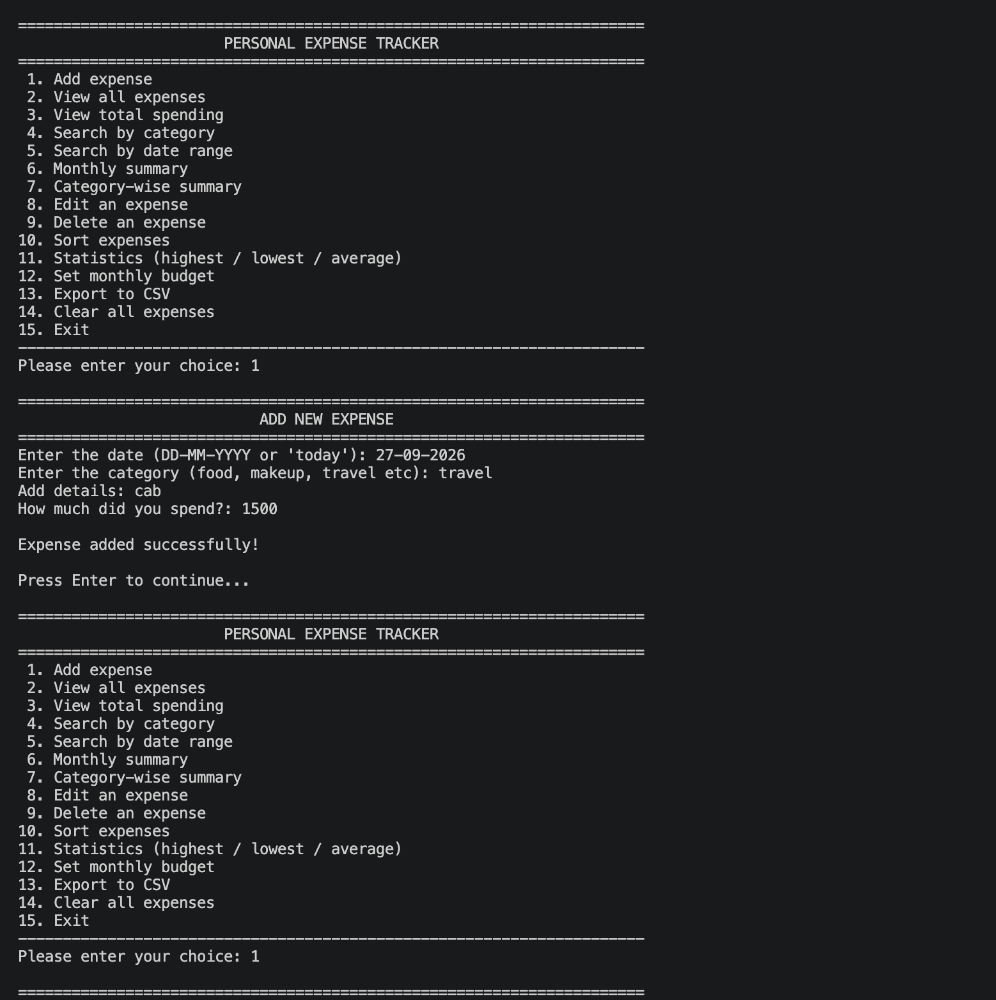 ======================================================================
                       PERSONAL EXPENSE TRACKER
======================================================================
 1. Add expense
 2. View all expenses
 3. View total spending
 4. Search by category
 5. Search by date range
 6. Monthly summary
 7. Category-wise summary
 8. Edit an expense
 9. Delete an expense
10. Sort expenses
11. Statistics (highest / lowest / average)
12. Set monthly budget
13. Export to CSV
14. Clear all expenses
15. Exit
----------------------------------------------------------------------
Please enter your choice: 1

======================================================================
                           ADD NEW EXPENSE
======================================================================
Enter the date (DD-MM-YYYY or 'today'): 27-09-2026
Enter the category (food, makeup, travel etc): travel
Add details: cab
How much did you spend?: 1500

Expense added successfully!

Press Enter to continue...

======================================================================
                       PERSONAL EXPENSE TRACKER
======================================================================
 1. Add expense
 2. View all expenses
 3. View total spending
 4. Search by category
 5. Search by date range
 6. Monthly summary
 7. Category-wise summary
 8. Edit an expense
 9. Delete an expense
10. Sort expenses
11. Statistics (highest / lowest / average)
12. Set monthly budget
13. Export to CSV
14. Clear all expenses
15. Exit
----------------------------------------------------------------------
Please enter your choice: 1

======================================================================